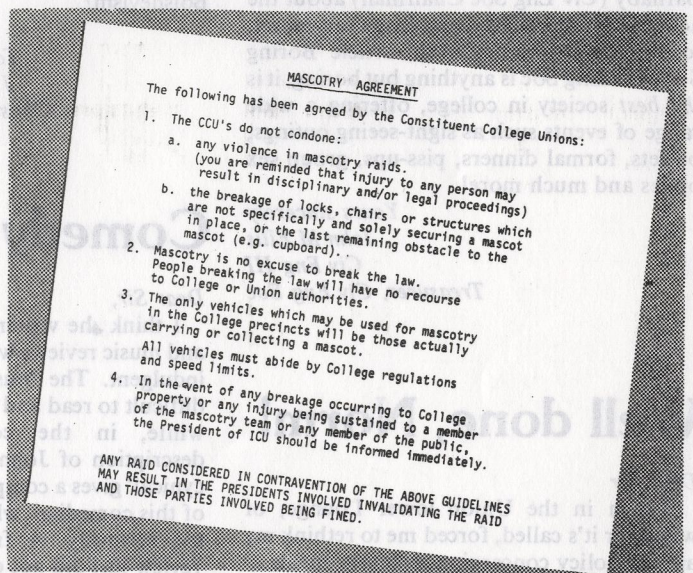 MASCOTRY AGREEMENT
The following has been agreed by the Constituent College Unions:
1. The CCU's do not condone:
a. any violence in mascotry raids.
(you are reminded that injury to any person may
result in disciplinary and/or legal proceedings)
b. the breakage of locks, chairs or structures which
are not specifically and solely securing a mascot
in place, or the last remaining obstacle to the
mascot (e.g. cupboard).
2. Mascotry is no excuse to break the law.
People breaking the law will have no recourse
to College or Union authorities.
3. The only vehicles which may be used for mascotry
in the College precincts will be those actually
carrying or collecting a mascot.
All vehicles must abide by College regulations
and speed limits.
4. In the event of any breakage occurring to College
property or any injury being sustained to a member
of the mascotry team or any member of the public,
the President of ICU should be informed immediately.
ANY RAID CONSIDERED IN CONTRAVENTION OF THE ABOVE GUIDELINES
MAY RESULT IN THE PRESIDENTS INVOLVED INVALIDATING THE RAID
AND THOSE PARTIES INVOLVED BEING FINED.